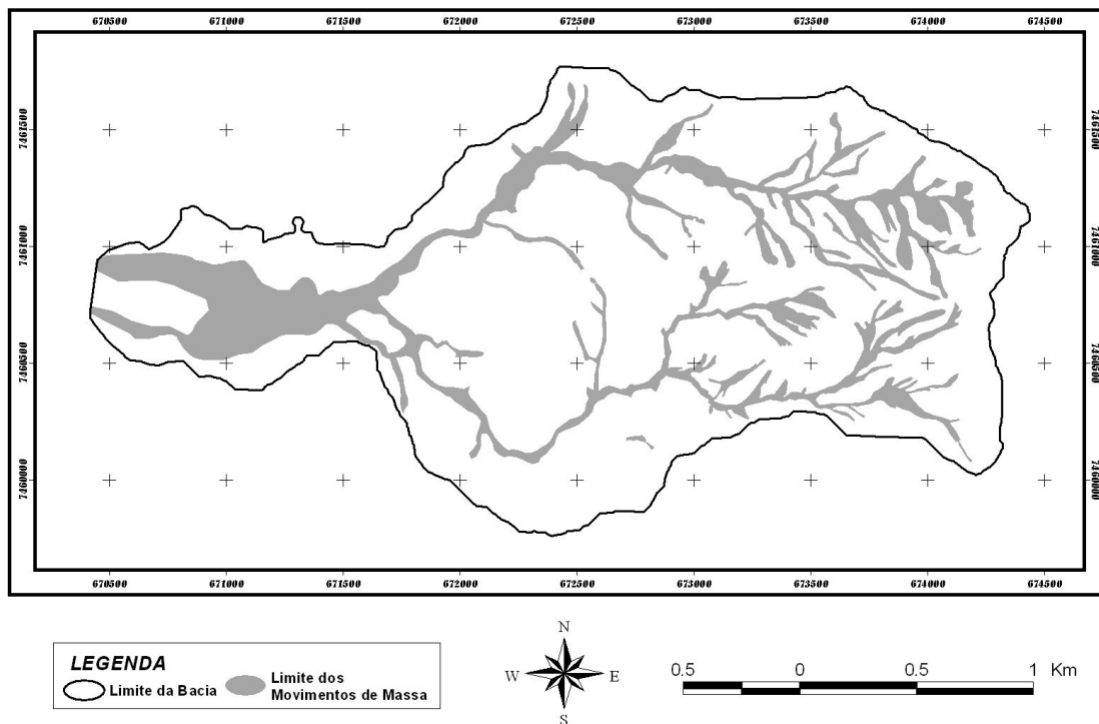 670500 671000 671500 672000 672500 673000 673500 674000 674500
7461500 7461500
7461000 7461000
7460500 7460500
7460000 7460000
670500 671000 671500 672000 672500 673000 673500 674000 674500
LEGENDA
Limite da Bacia
Limite dos
Movimentos de Massa
N
W E
S
0.5 0 0.5 1 Km